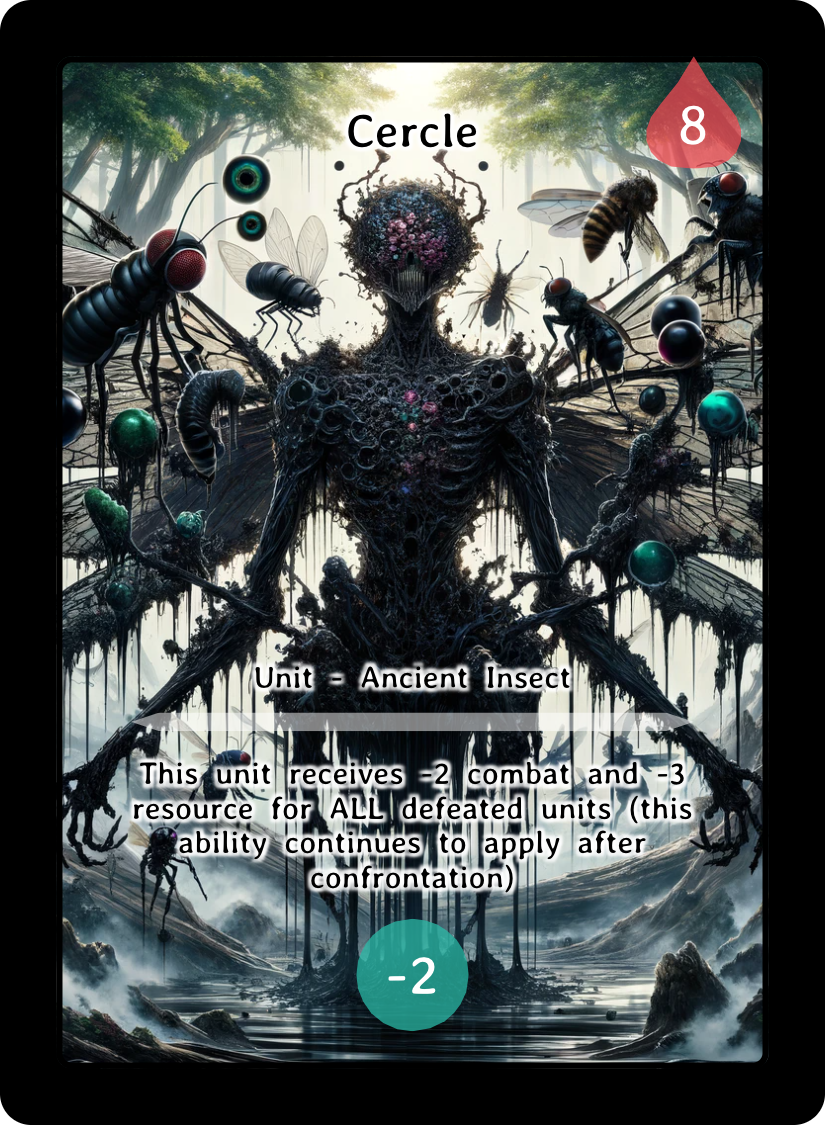 8
Cercle
Unit - Ancient Insect
This unit receives -2 combat and -3
resource for ALL defeated units (this
ability continues to apply after
confrontation)
-2